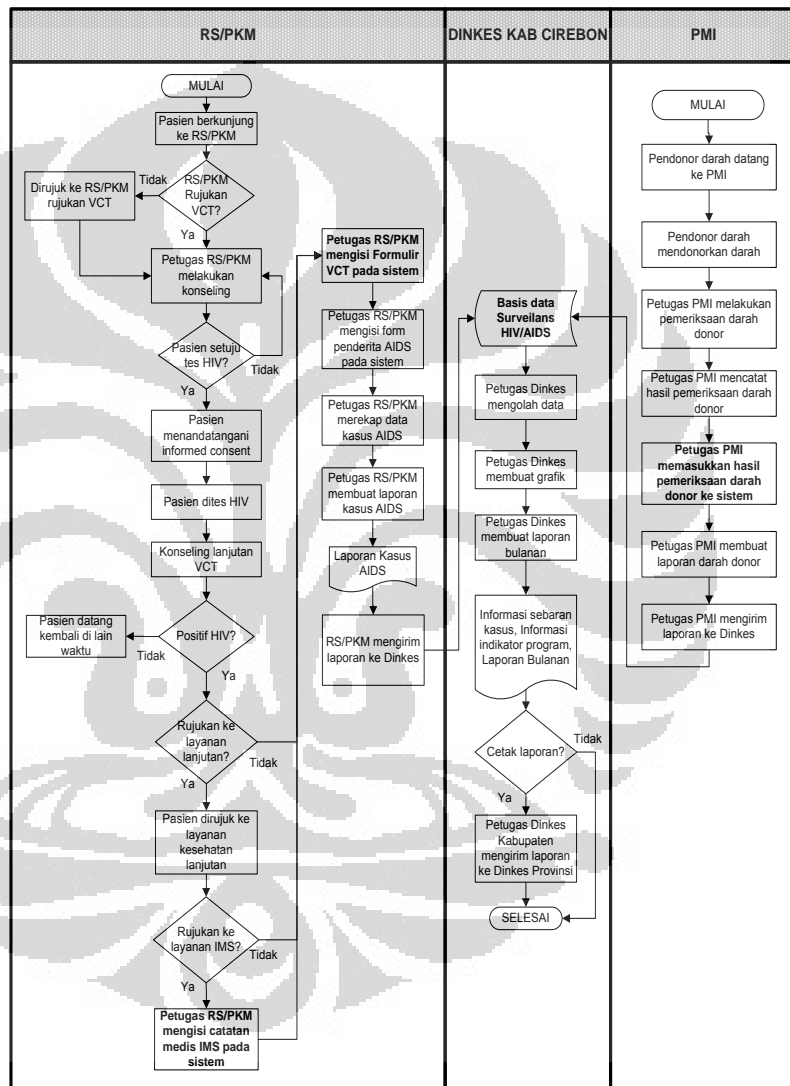 RS/PKM
DINKES KAB CIREBON
PMI
MULAI
Pasien berkunjung
ke RS/PKM
RS/PKM
Rujukan
VCT?
Tidak
Dirujuk ke RS/PKM
rujukan VCT
Ya
Petugas RS/PKM
melakukan
konseling
Pasien setuju
tes HIV?
Tidak
Ya
Pasien
menandatangani
informed consent
Pasien dites HIV
Konseling lanjutan
VCT
Positif HIV?
Tidak
Pasien datang
kembali di lain
waktu
Ya
Rujukan ke
layanan
lanjutan?
Tidak
Ya
Pasien dirujuk ke
layanan
kesehatan
lanjutan
Rujukan ke
layanan IMS?
Tidak
Ya
Petugas RS/PKM
mengisi catatan
medis IMS pada
sistem
Petugas RS/PKM
mengisi Formulir
VCT pada sistem
Petugas RS/PKM
mengisi form
penderita AIDS
pada sistem
Petugas RS/PKM
merekap data
kasus AIDS
Petugas RS/PKM
membuat laporan
kasus AIDS
Laporan Kasus
AIDS
RS/PKM mengirim
laporan ke Dinkes
Basis data
Surveilans
HIV/AIDS
Petugas Dinkes
mengolah data
Petugas Dinkes
membuat grafik
Petugas Dinkes
membuat laporan
bulanan
Informasi sebaran
kasus, Informasi
indikator program,
Laporan Bulanan
Cetak laporan?
Tidak
Ya
Petugas Dinkes
Kabupaten
mengirim laporan
ke Dinkes Provinsi
SELESAI
MULAI
Pendonor darah datang
ke PMI
Pendonor darah
mendonorkan darah
Petugas PMI melakukan
pemeriksaan darah
donor
Petugas PMI mencatat
hasil pemeriksaan darah
donor
Petugas PMI
memasukkan hasil
pemeriksaan darah
donor ke sistem
Petugas PMI membuat
laporan darah donor
Petugas PMI mengirim
laporan ke Dinkes